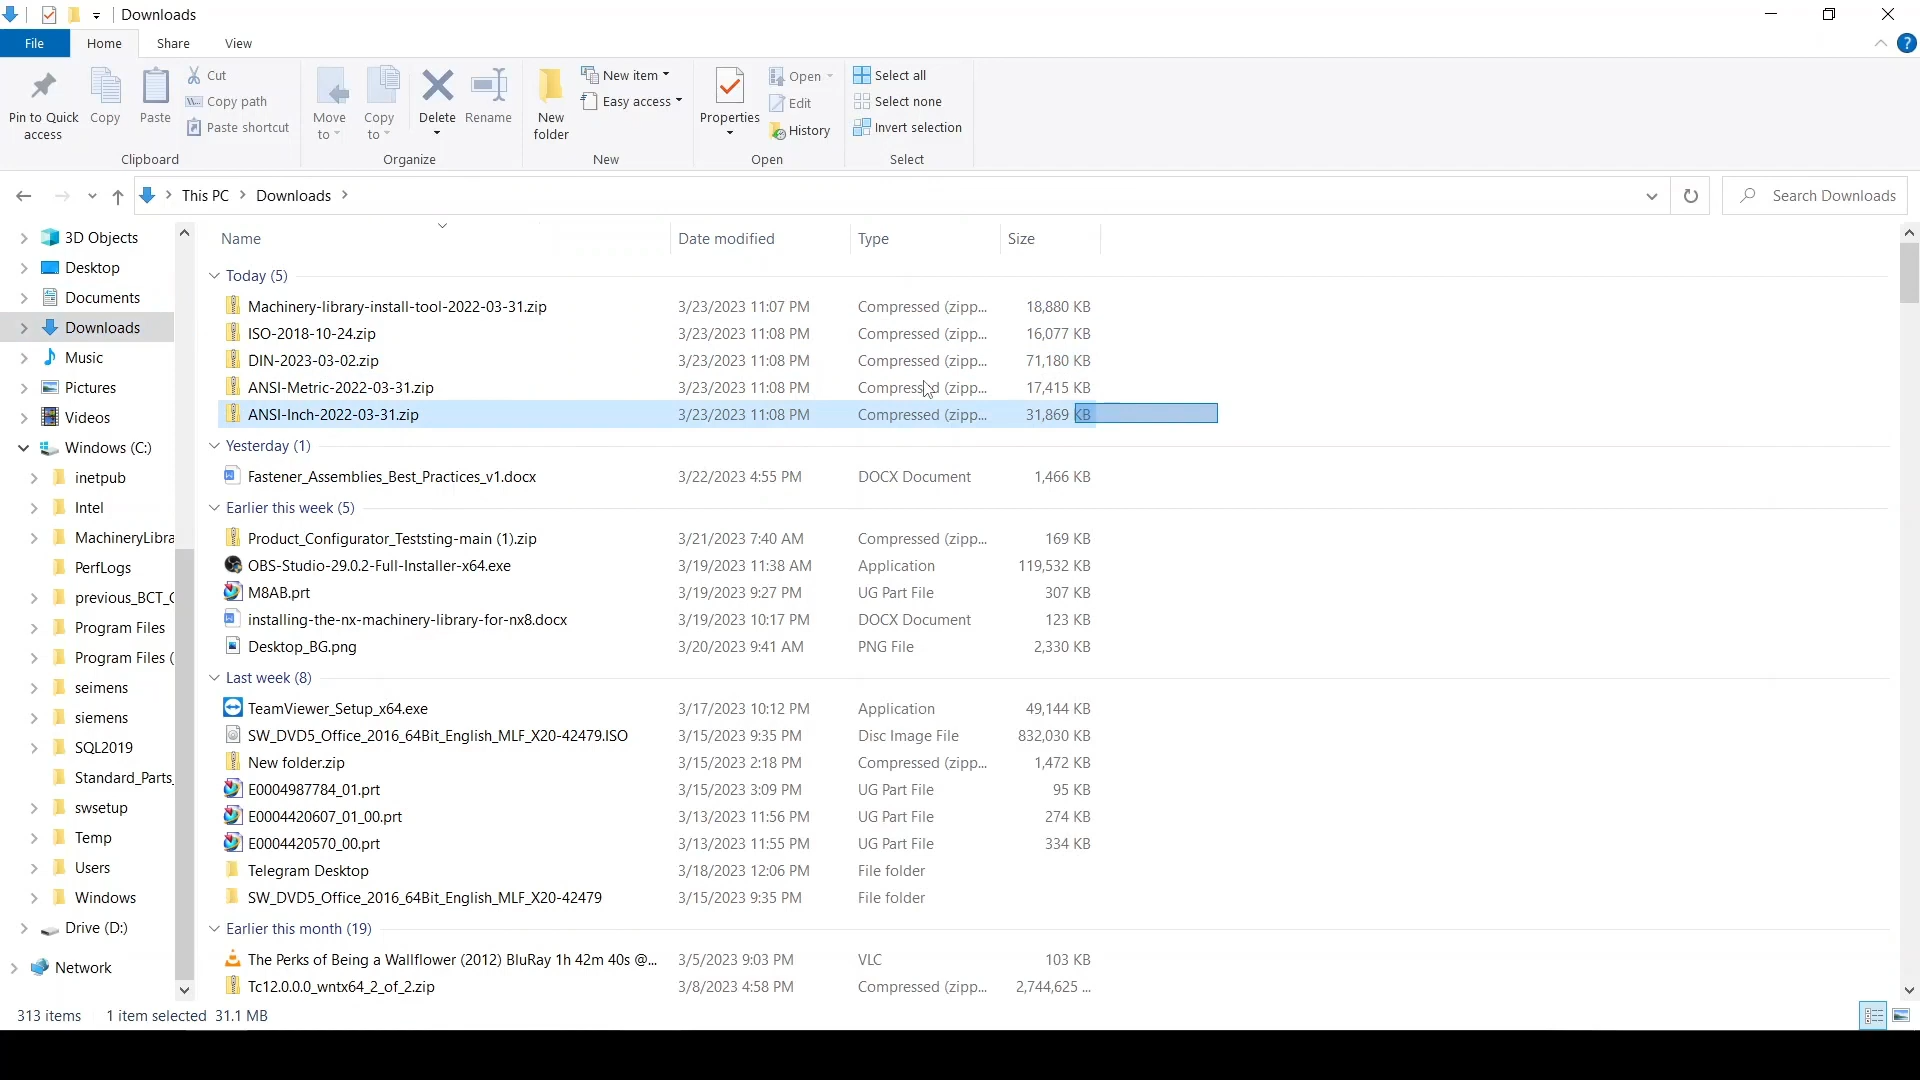 Downloads
File Home Share View
Pin to Quick access
Copy
Paste
Cut
Copy path
Paste shortcut
Clipboard
Move to
Copy to
Delete
Rename
Organize
New folder
New item
Easy access
New
Properties
Open
Edit
History
Open
Select all
Select none
Invert selection
Select
This PC > Downloads >
Search Downloads
3D Objects
Desktop
Documents
Downloads
Music
Pictures
Videos
Windows (C:)
inetpub
Intel
MachineryLibra
PerfLogs
previous_BCT_C
Program Files
Program Files (
seimens
siemens
SQL2019
Standard_Parts_
swsetup
Temp
Users
Windows
Drive (D:)
Network
Name Date modified Type Size
Today (5)
Machinery-library-install-tool-2022-03-31.zip 3/23/2023 11:07 PM Compressed (zipp... 18,880 KB
ISO-2018-10-24.zip 3/23/2023 11:08 PM Compressed (zipp... 16,077 KB
DIN-2023-03-02.zip 3/23/2023 11:08 PM Compressed (zipp... 71,180 KB
ANSI-Metric-2022-03-31.zip 3/23/2023 11:08 PM Compressed (zipp... 17,415 KB
ANSI-Inch-2022-03-31.zip 3/23/2023 11:08 PM Compressed (zipp... 31,869 KB
Yesterday (1)
Fastener_Assemblies_Best_Practices_v1.docx 3/22/2023 4:55 PM DOCX Document 1,466 KB
Earlier this week (5)
Product_Configurator_Teststing-main (1).zip 3/21/2023 7:40 AM Compressed (zipp... 169 KB
OBS-Studio-29.0.2-Full-Installer-x64.exe 3/19/2023 11:38 AM Application 119,532 KB
M8AB.prt 3/19/2023 9:27 PM UG Part File 307 KB
installing-the-nx-machinery-library-for-nx8.docx 3/19/2023 10:17 PM DOCX Document 123 KB
Desktop_BG.png 3/20/2023 9:41 AM PNG File 2,330 KB
Last week (8)
TeamViewer_Setup_x64.exe 3/17/2023 10:12 PM Application 49,144 KB
SW_DVD5_Office_2016_64Bit_English_MLF_X20-42479.ISO 3/15/2023 9:35 PM Disc Image File 832,030 KB
New folder.zip 3/15/2023 2:18 PM Compressed (zipp... 1,472 KB
E0004987784_01.prt 3/15/2023 3:09 PM UG Part File 95 KB
E0004420607_01_00.prt 3/13/2023 11:56 PM UG Part File 274 KB
E0004420570_00.prt 3/13/2023 11:55 PM UG Part File 334 KB
Telegram Desktop 3/18/2023 12:06 PM File folder
SW_DVD5_Office_2016_64Bit_English_MLF_X20-42479 3/15/2023 9:35 PM File folder
Earlier this month (19)
The Perks of Being a Wallflower (2012) BluRay 1h 42m 40s @... 3/5/2023 9:03 PM VLC 103 KB
Tc12.0.0.0_wntx64_2_of_2.zip 3/8/2023 4:58 PM Compressed (zipp... 2,744,625 ...
313 items 1 item selected 31.1 MB